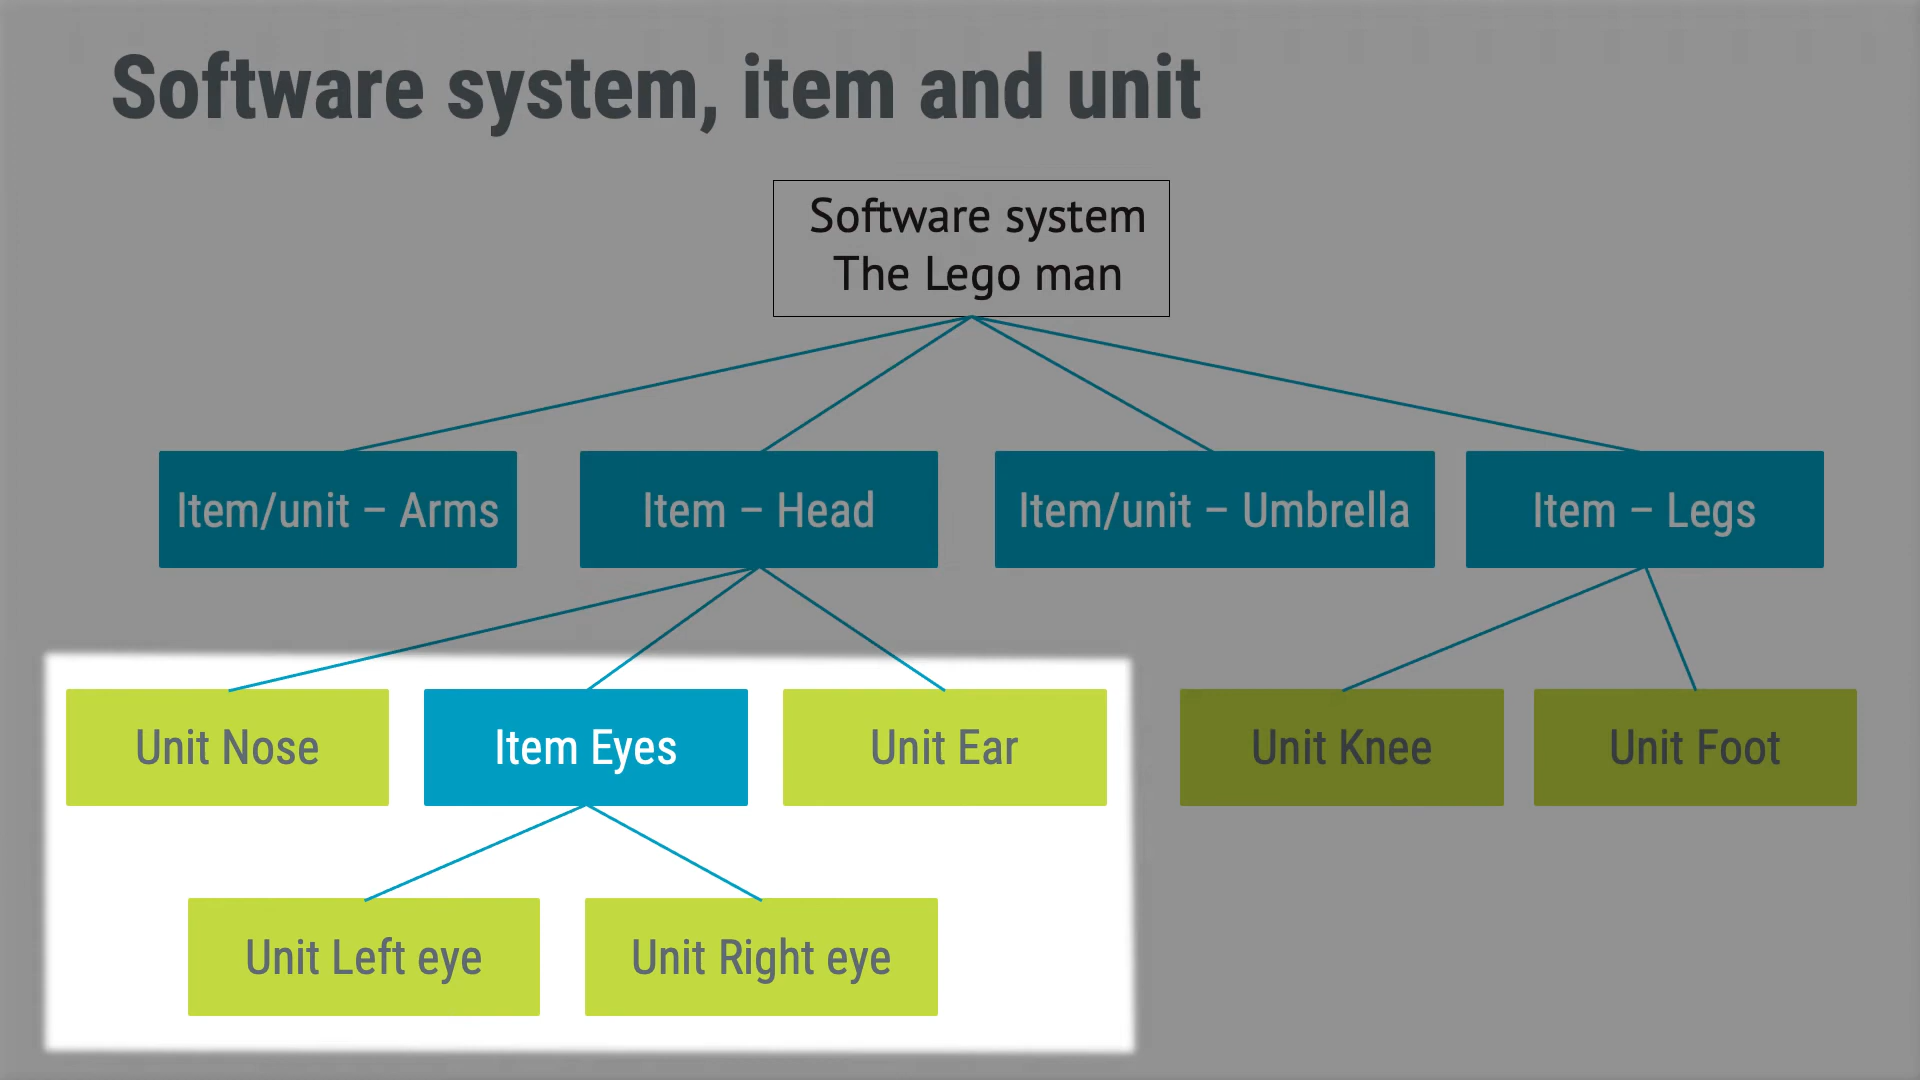 Software system, item and unit
Software system
The Lego man
Item/unit – Arms
Item – Head
Item/unit – Umbrella
Item – Legs
Unit Nose
Item Eyes
Unit Ear
Unit Knee
Unit Foot
Unit Left eye
Unit Right eye